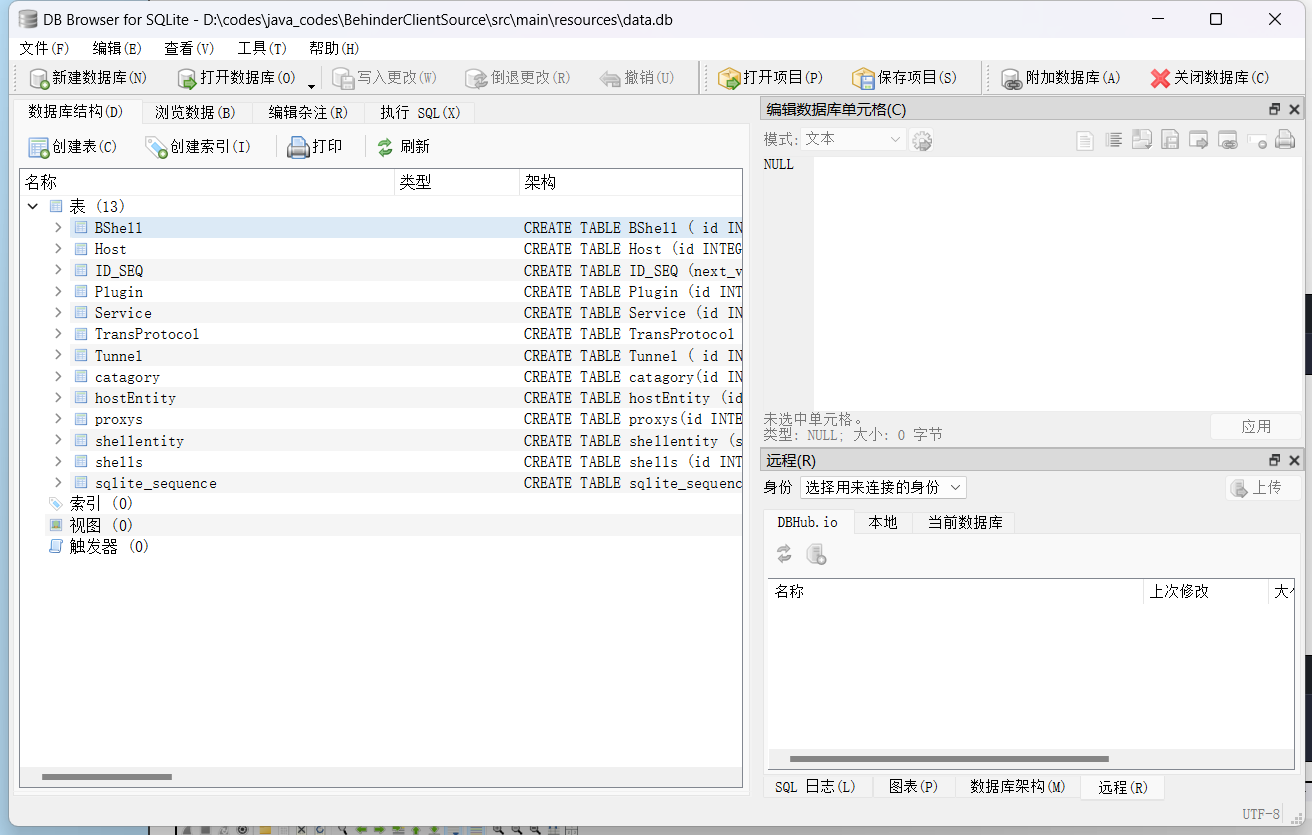 DB Browser for SQLite - D:\codes\java_codes\BehinderClientSource\src\main\resources\data.db
文件(F) 编辑(E) 查看(V) 工具(T) 帮助(H)
新建数据库(N) 打开数据库(O) 写入更改(W) 倒退更改(R) 撤销(U) 打开项目(P) 保存项目(S) 附加数据库(A) 关闭数据库(C)
数据库结构(D) 浏览数据(B) 编辑杂注(R) 执行 SQL(X)
创建表(C) 创建索引(I) 打印 刷新
名称 类型 架构
表 (13)
BShell CREATE TABLE BShell ( id IN
Host CREATE TABLE Host (id INTEG
ID_SEQ CREATE TABLE ID_SEQ (next_v
Plugin CREATE TABLE Plugin (id INT
Service CREATE TABLE Service (id IN
TransProtocol CREATE TABLE TransProtocol
Tunnel CREATE TABLE Tunnel ( id IN
catagory CREATE TABLE catagory(id IN
hostEntity CREATE TABLE hostEntity (id
proxys CREATE TABLE proxys(id INTE
shellentity CREATE TABLE shellentity (s
shells CREATE TABLE shells (id INT
sqlite_sequence CREATE TABLE sqlite_sequenc
索引 (0)
视图 (0)
触发器 (0)
编辑数据库单元格(C)
模式: 文本
NULL
未选中单元格。
类型: NULL; 大小: 0 字节
应用
远程(R)
身份 选择用来连接的身份 上传
DBHub.io 本地 当前数据库
名称 上次修改 大
SQL 日志(L) 图表(P) 数据库架构(M) 远程(R)
UTF-8